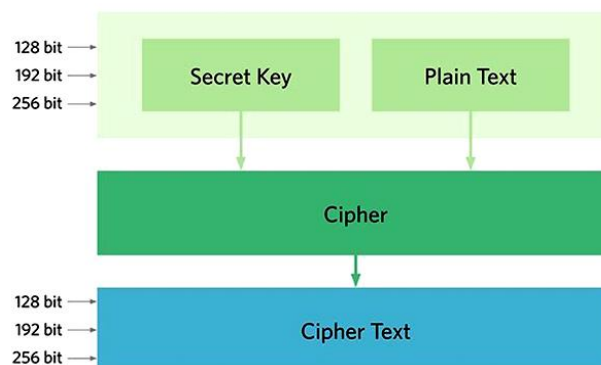 128 bit
192 bit
256 bit
Secret Key
Plain Text
Cipher
128 bit
192 bit
256 bit
Cipher Text